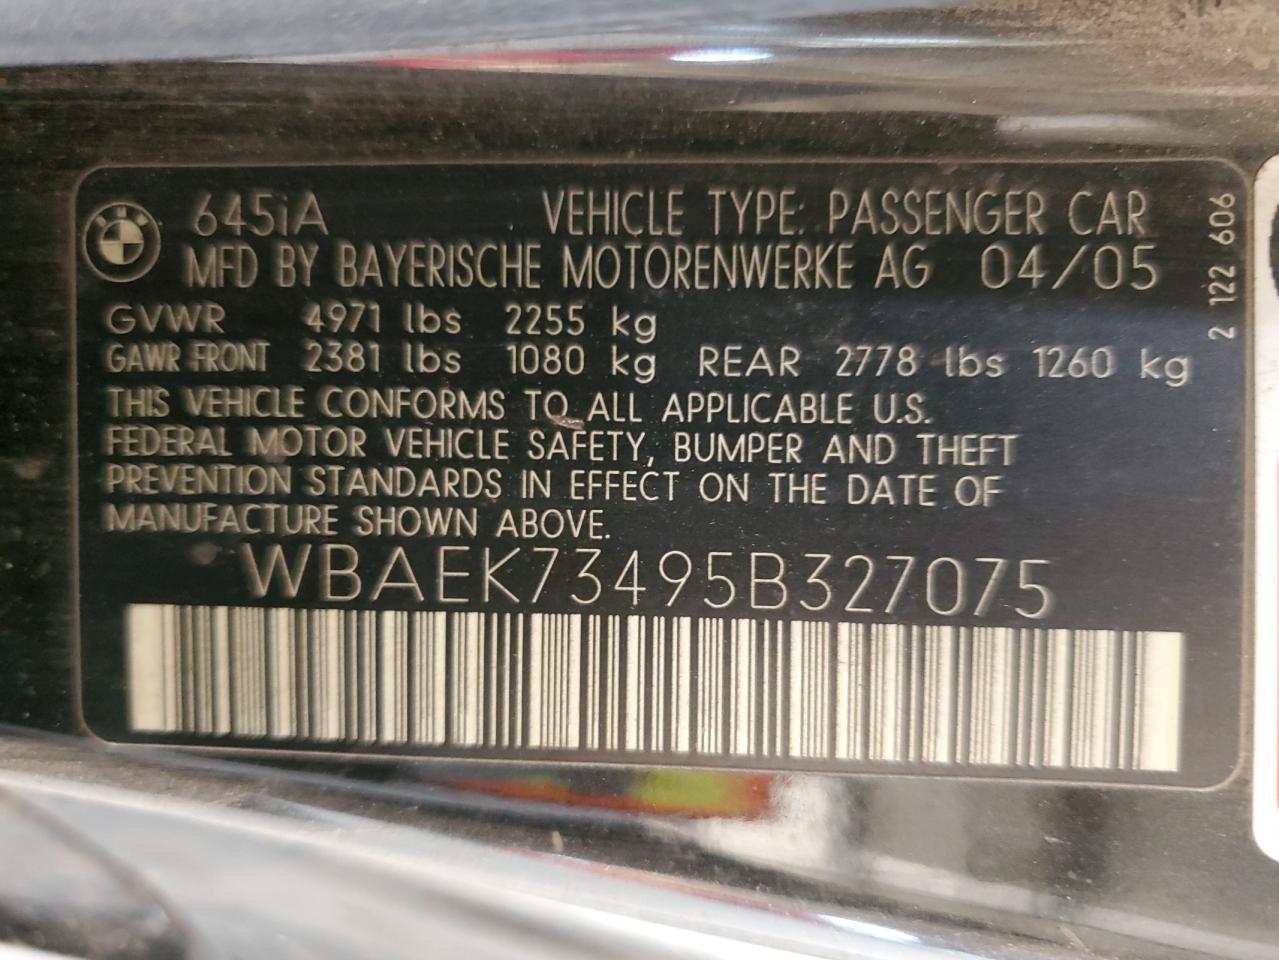 645iA VEHICLE TYPE: PASSENGER CAR
MFD BY BAYERISCHE MOTORENWERKE AG 04/05
GVWR 4971 lbs 2255 kg
GAWR FRONT 2381 lbs 1080 kg REAR 2778 lbs 1260 kg
THIS VEHICLE CONFORMS TO ALL APPLICABLE U.S.
FEDERAL MOTOR VEHICLE SAFETY, BUMPER AND THEFT
PREVENTION STANDARDS IN EFFECT ON THE DATE OF
MANUFACTURE SHOWN ABOVE.
WBAEK73495B327075
2 122 606